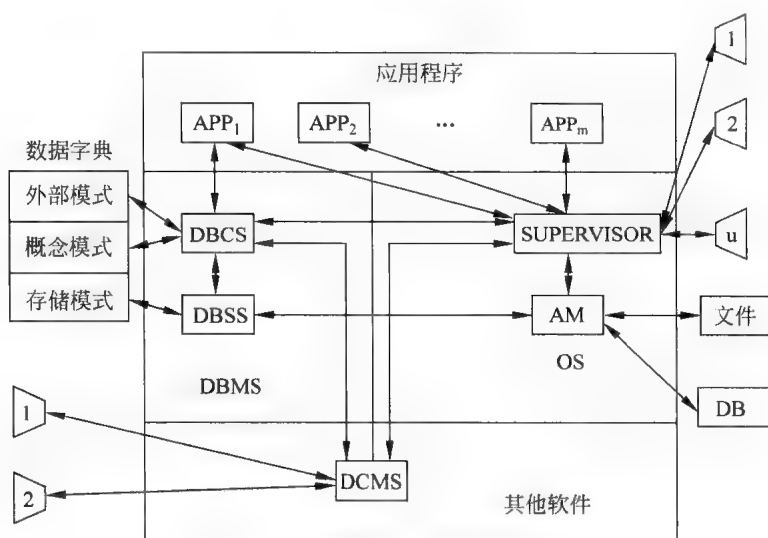 应用程序
1
APP₁
APP₂
...
APPₘ
2
数据字典
外部模式
概念模式
存储模式
DBCS
SUPERVISOR
u
DBSS
AM
文件
OS
DBMS
DB
1
2
DCMS
其他软件